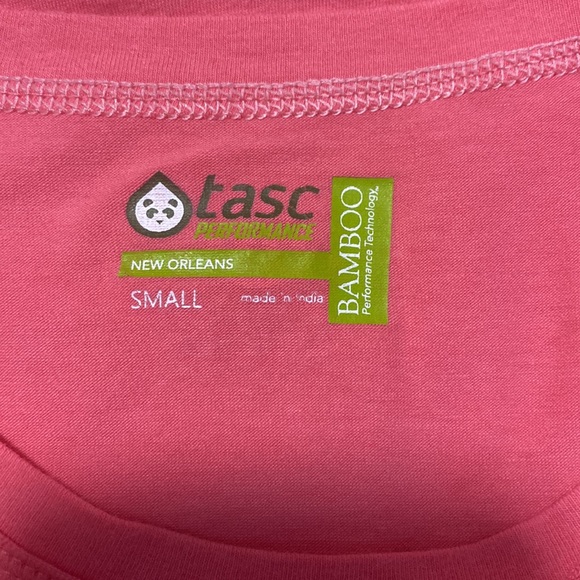 tasc
PERFORMANCE
NEW ORLEANS
SMALL
made in India
BAMBOO
Performance Technology